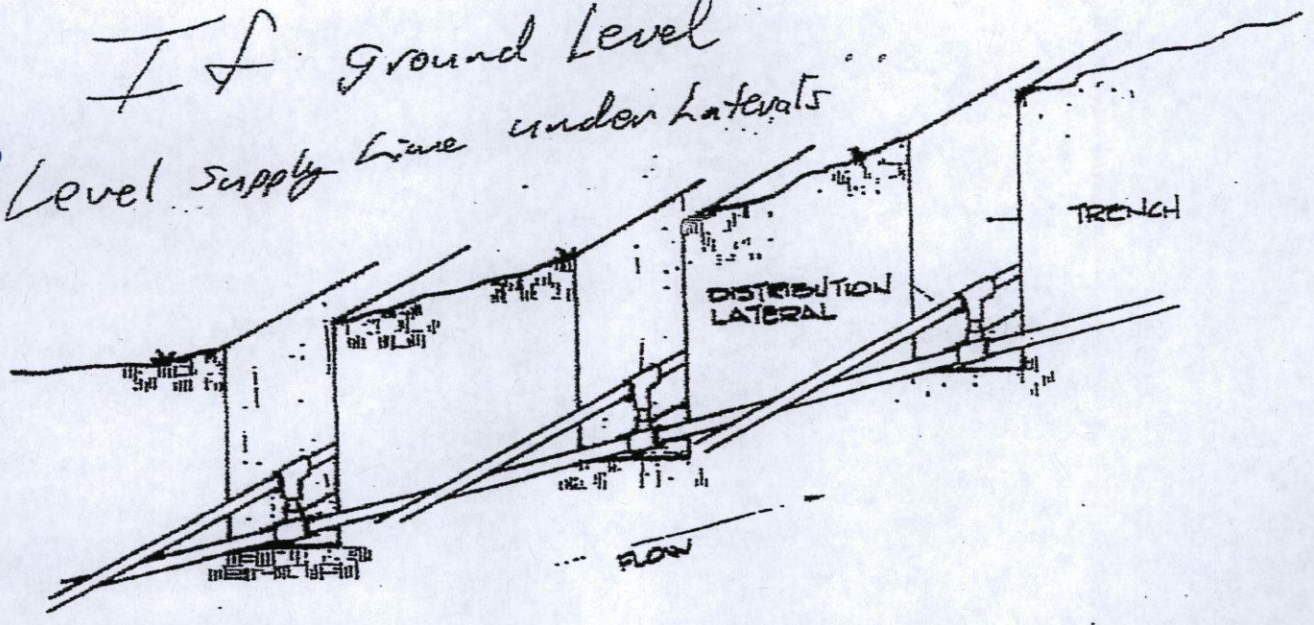 If ground Level
Level supply Line under Laterals
TRENCH
DISTRIBUTION
LATERAL
FLOW